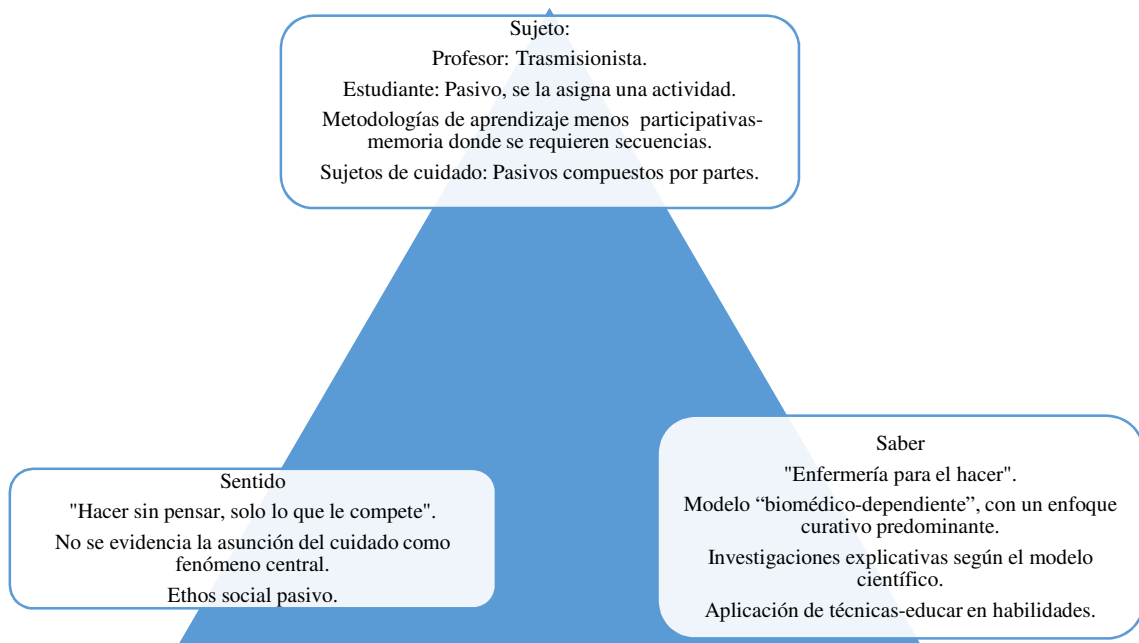 Sujeto:
Profesor: Trasmisionista.
Estudiante: Pasivo, se la asigna una actividad.
Metodologías de aprendizaje menos participativas-
memoria donde se requieren secuencias.
Sujetos de cuidado: Pasivos compuestos por partes.
Sentido
"Hacer sin pensar, solo lo que le compete".
No se evidencia la asunción del cuidado como
fenómeno central.
Ethos social pasivo.
Saber
"Enfermería para el hacer".
Modelo “biomédico-dependiente”, con un enfoque
curativo predominante.
Investigaciones explicativas según el modelo
científico.
Aplicación de técnicas-educar en habilidades.